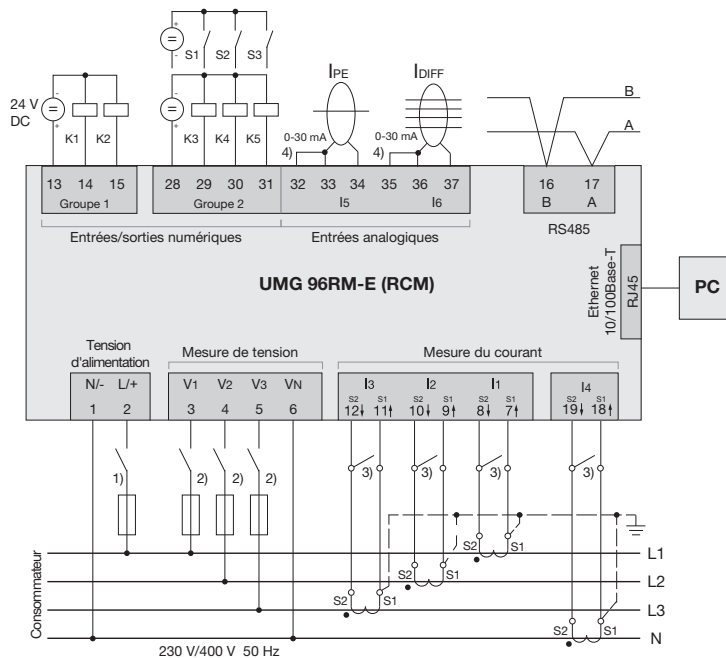 S1 S2 S3
IPE IDIFF
24 V
DC
K1 K2 K3 K4 K5
0-30 mA 0-30 mA
4) 4)
B
A
13 14 15 28 29 30 31 32 33 34 35 36 37 16 17
Groupe 1 Groupe 2 I5 I6 B A
Entrées/sorties numériques Entrées analogiques RS485
UMG 96RM-E (RCM)
Ethernet
10/100Base-T
RJ45
PC
Tension
d'alimentation
Mesure de tension
Mesure du courant
N/- L/+ V1 V2 V3 VN I3 I2 I1 I4
S2 S1 S2 S1 S2 S1 S2 S1
1 2 3 4 5 6 12 11 10 9 8 7 19 18
1) 2) 2) 2) 3) 3) 3) 3)
Consommateur
S2 S1 L1
S2 S1 L2
S2 S1 L3
S2 S1 N
230 V/400 V 50 Hz